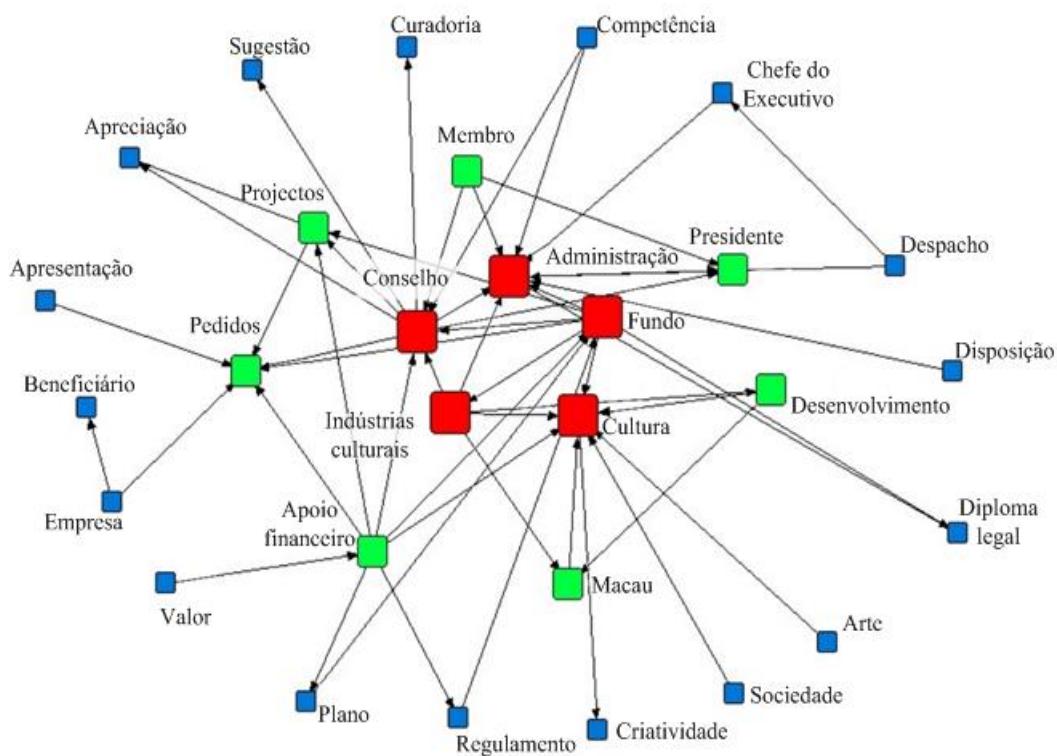 Curadoria
Competência
Sugestão
Chefe do
Executivo
Apreciação
Membro
Projectos
Administração
Presidente
Despacho
Apresentação
Conselho
Pedidos
Fundo
Disposição
Beneficiário
Desenvolvimento
Indústrias
culturais
Cultura
Empresa
Apoio
financeiro
Diploma
legal
Macau
Valor
Arte
Sociedade
Plano
Criatividade
Regulamento